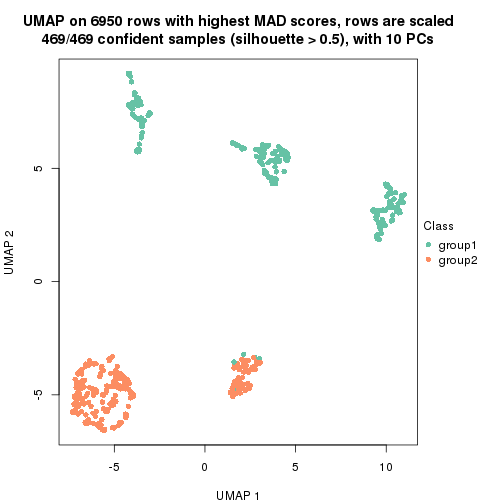 UMAP on 6950 rows with highest MAD scores, rows are scaled
469/469 confident samples (silhouette > 0.5), with 10 PCs
5
0
-5
UMAP 2
-5
0
5
10
UMAP 1
Class
group1
group2